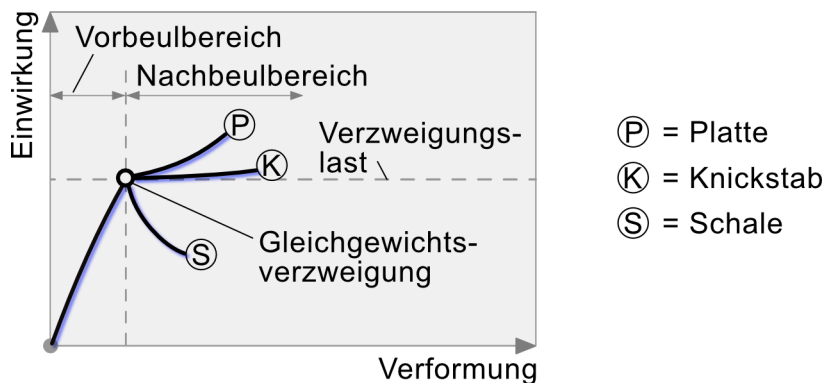 Einwirkung
Vorbeulbereich
Nachbeulbereich
P
K
S
Verzweigungs-
last
Gleichgewichts-
verzweigung
Verformung
P = Platte
K = Knickstab
S = Schale